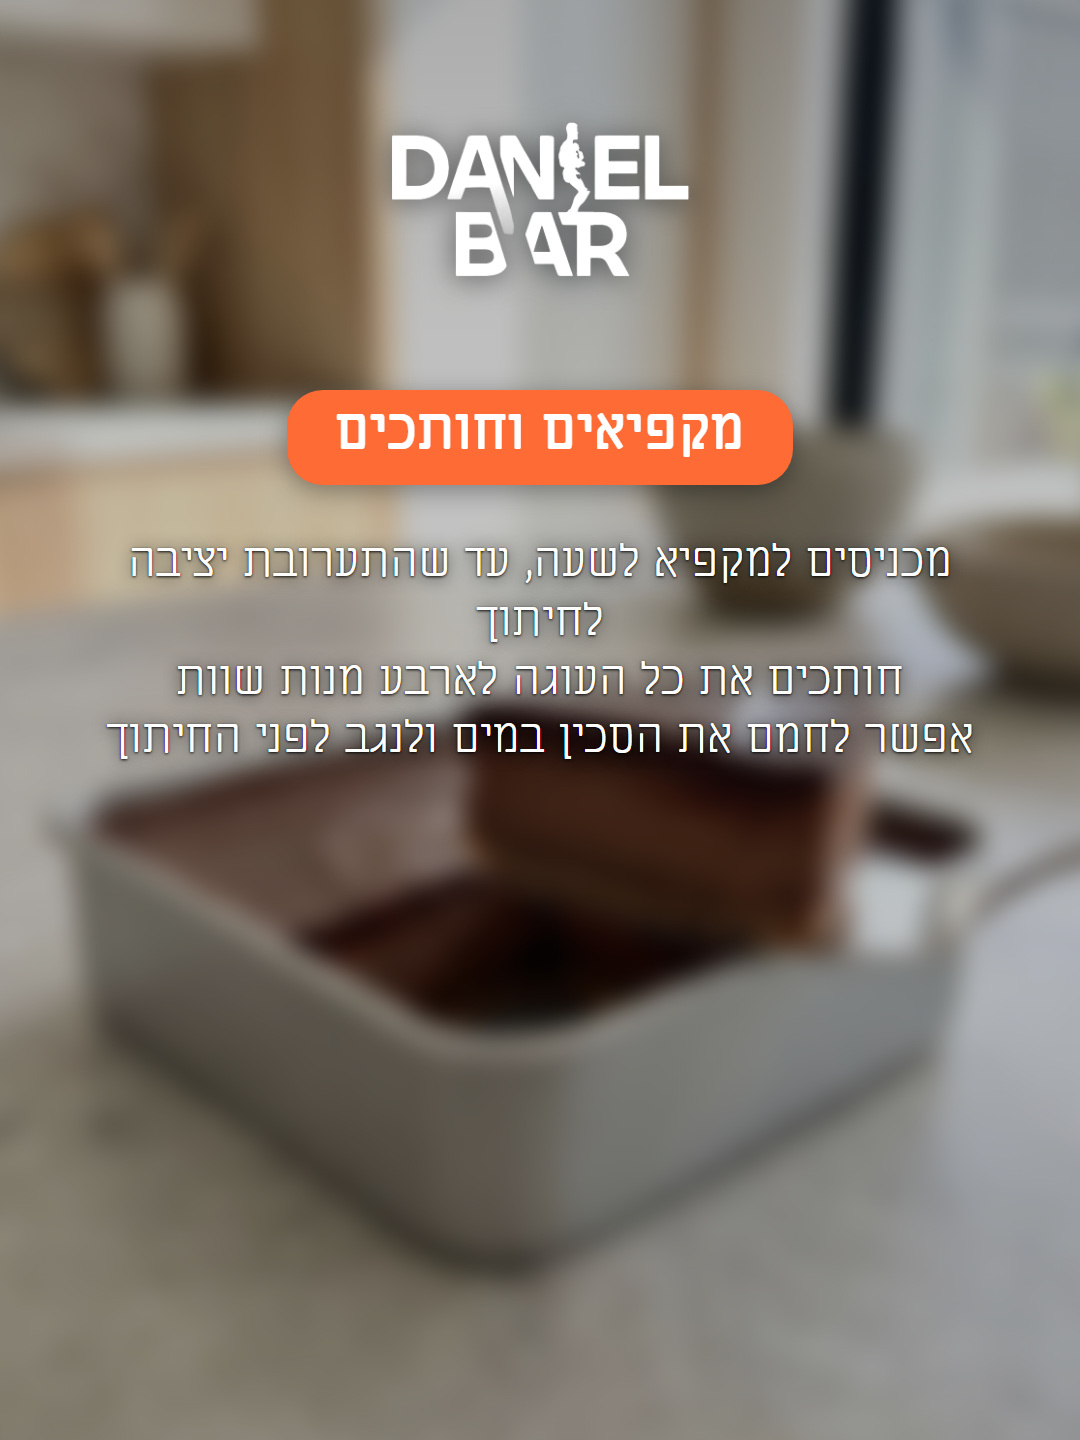 DANIEL
BAR
מקפיאים וחותכים
מכניסים למקפיא לשעה, עד שהתערובת יציבה
לחיתוך
חותכים את כל העוגה לארבע מנות שוות
אפשר לחמם את הסכין במים ולנגב לפני החיתוך